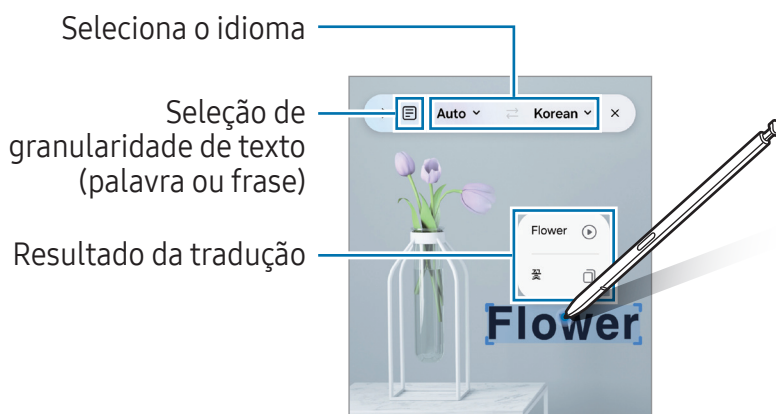 Seleciona o idioma
Seleção de
granularidade de texto
(palavra ou frase)
Resultado da tradução
Auto
Korean
Flower
꽃
Flower